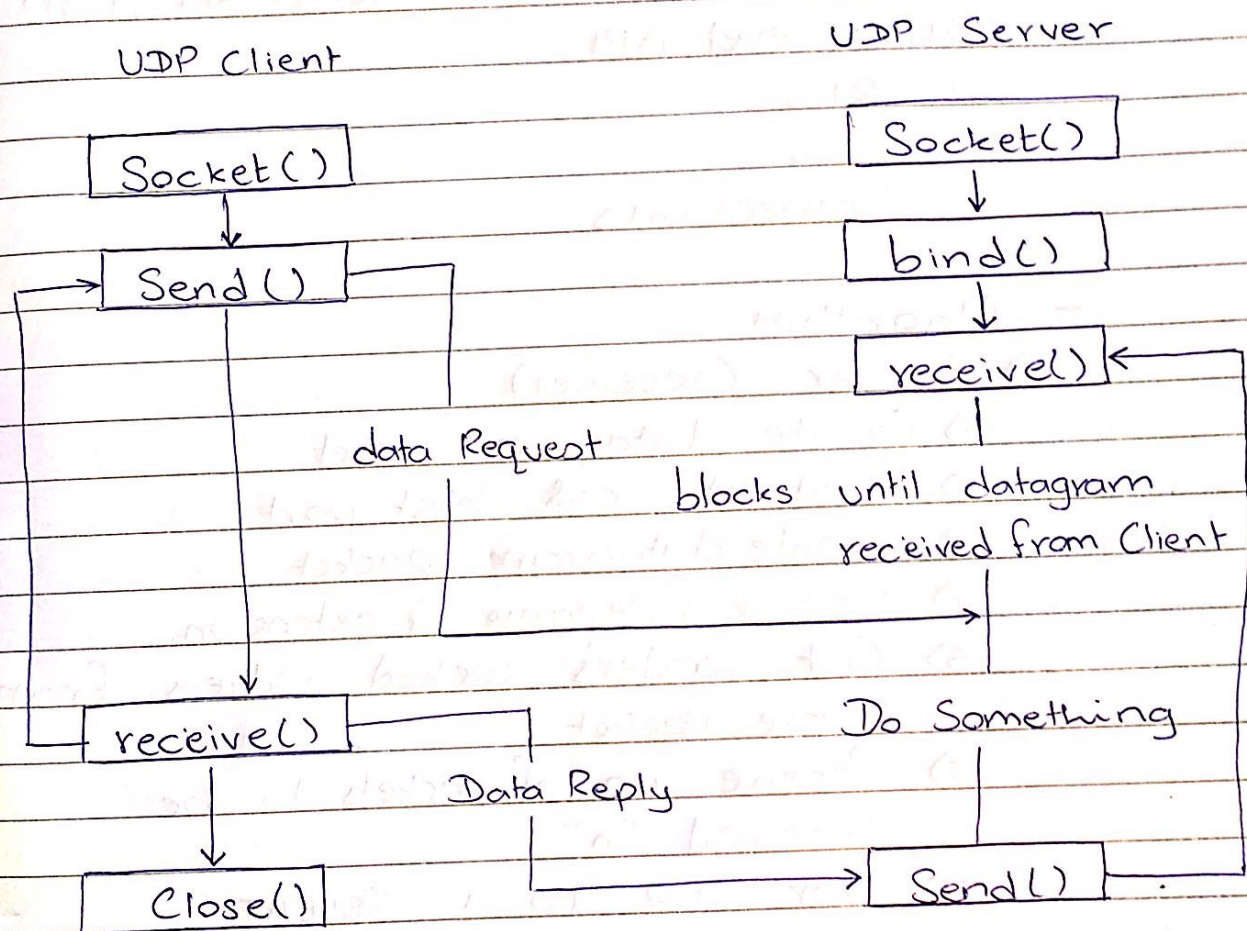 UDP Client
UDP Server
Socket()
Send()
data Request
receive()
Data Reply
Close()
Socket()
bind()
receive()
blocks until datagram
received from Client
Do Something
Send()